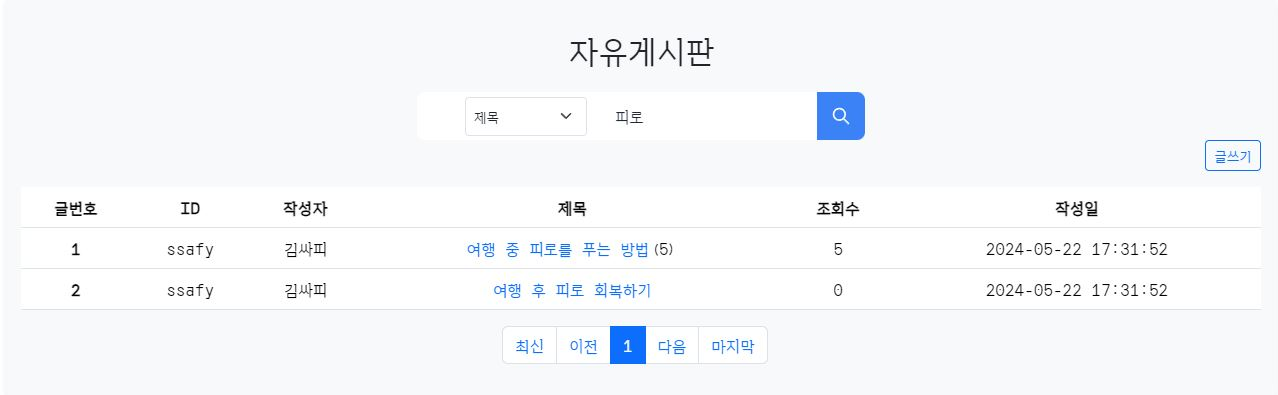 자유게시판
제목 피로
글쓰기
글번호 ID 작성자 제목 조회수 작성일
1 ssafy 김싸피 여행 중 피로를 푸는 방법 (5) 5 2024-05-22 17:31:52
2 ssafy 김싸피 여행 후 피로 회복하기 0 2024-05-22 17:31:52
최신 이전 1 다음 마지막